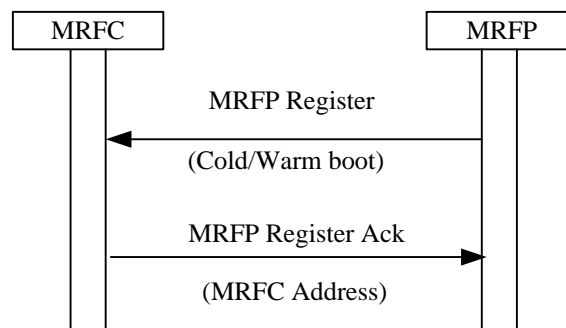 MRFC
MRFP
MRFP Register
(Cold/Warm boot)
MRFP Register Ack
(MRFC Address)